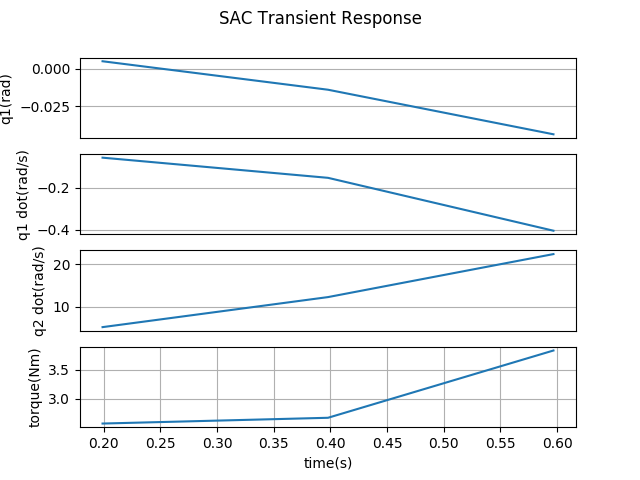 SAC Transient Response
0.000
−0.025
q1(rad)
−0.2
−0.4
q1 dot(rad/s)
20
10
q2 dot(rad/s)
3.5
3.0
torque(Nm)
0.20 0.25 0.30 0.35 0.40 0.45 0.50 0.55 0.60
time(s)